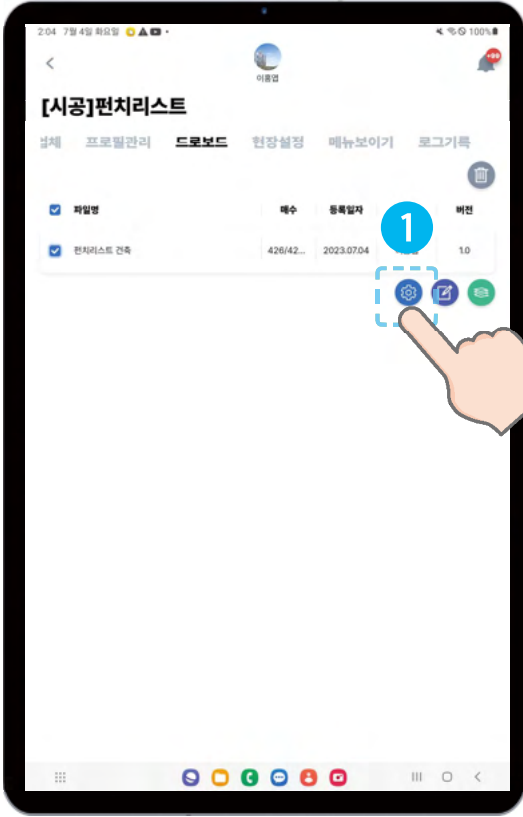 2:04 7월 4일 화요일
100%
이흥엽
+99
[시공]펀치리스트
프로필관리 드로보드 현장설정 메뉴보이기 로그기록
파일명 매수 등록일자 버전
1
펀치리스트 건축 426/42... 2023.07.04 1.0